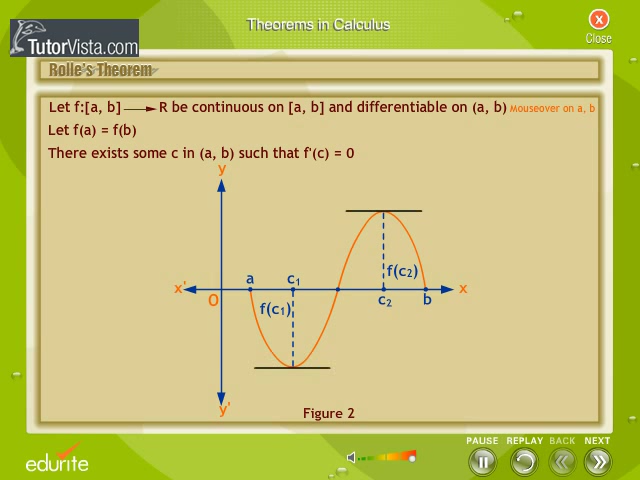 Theorems in Calculus
Close
TutorVista.com
Rolle's Theorem
Let f:[a, b] → R be continuous on [a, b] and differentiable on (a, b) Mouseover on a, b
Let f(a) = f(b)
There exists some c in (a, b) such that f'(c) = 0
y
f(c₂)
a c₁
x' x
O c₂ b
f(c₁)
y'
Figure 2
PAUSE REPLAY BACK NEXT
edurite